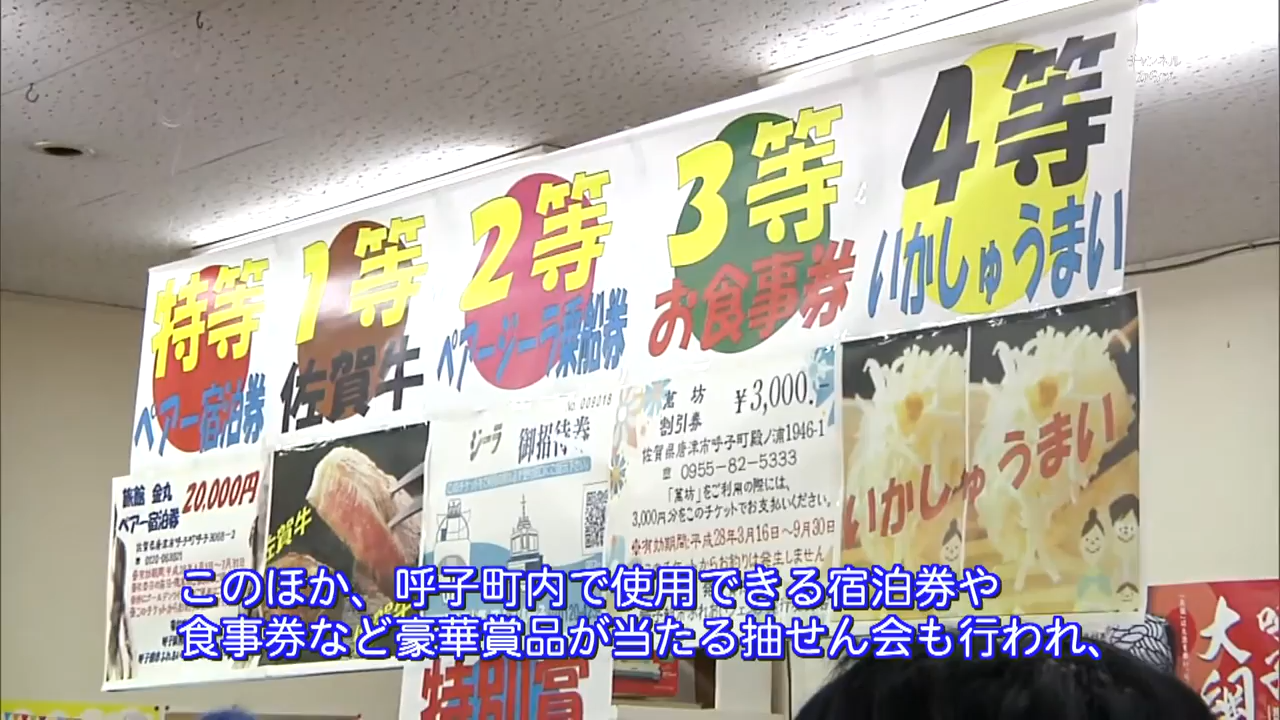 チャンネル
特等
ペアー宿泊券
1等
佐賀牛
2等
ペアージーラ乗船券
3等
お食事券
4等
いかしゅうまい
旅館 金丸
ペアー宿泊券
20,000円
佐賀牛
ジーラ
御招待券
萬坊
割引券
¥3,000.
佐賀県唐津市呼子町殿ノ浦1946-1
☎ 0955-82-5333
「萬坊」をご利用の際には、
3,000円分をこのチケットでお支払いください。
※有効期間:平成28年3月16日〜9月30日
いかしゅうまい
このほか、呼子町内で使用できる宿泊券や
食事券など豪華賞品が当たる抽せん会も行われ、
特別賞
大網